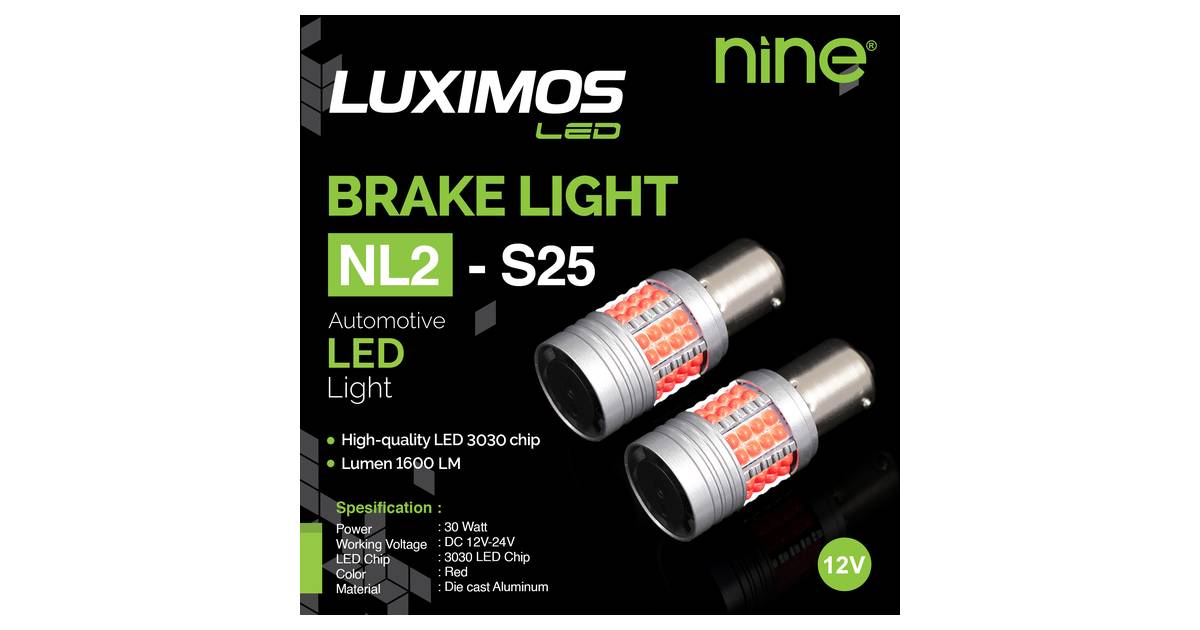 nine®
LUXIMOS
LED
BRAKE LIGHT
NL2 - S25
Automotive
LED
Light
High-quality LED 3030 chip
Lumen 1600 LM
Spesification :
Power : 30 Watt
Working Voltage : DC 12V-24V
LED Chip : 3030 LED Chip
Color : Red
Material : Die cast Aluminum
12V